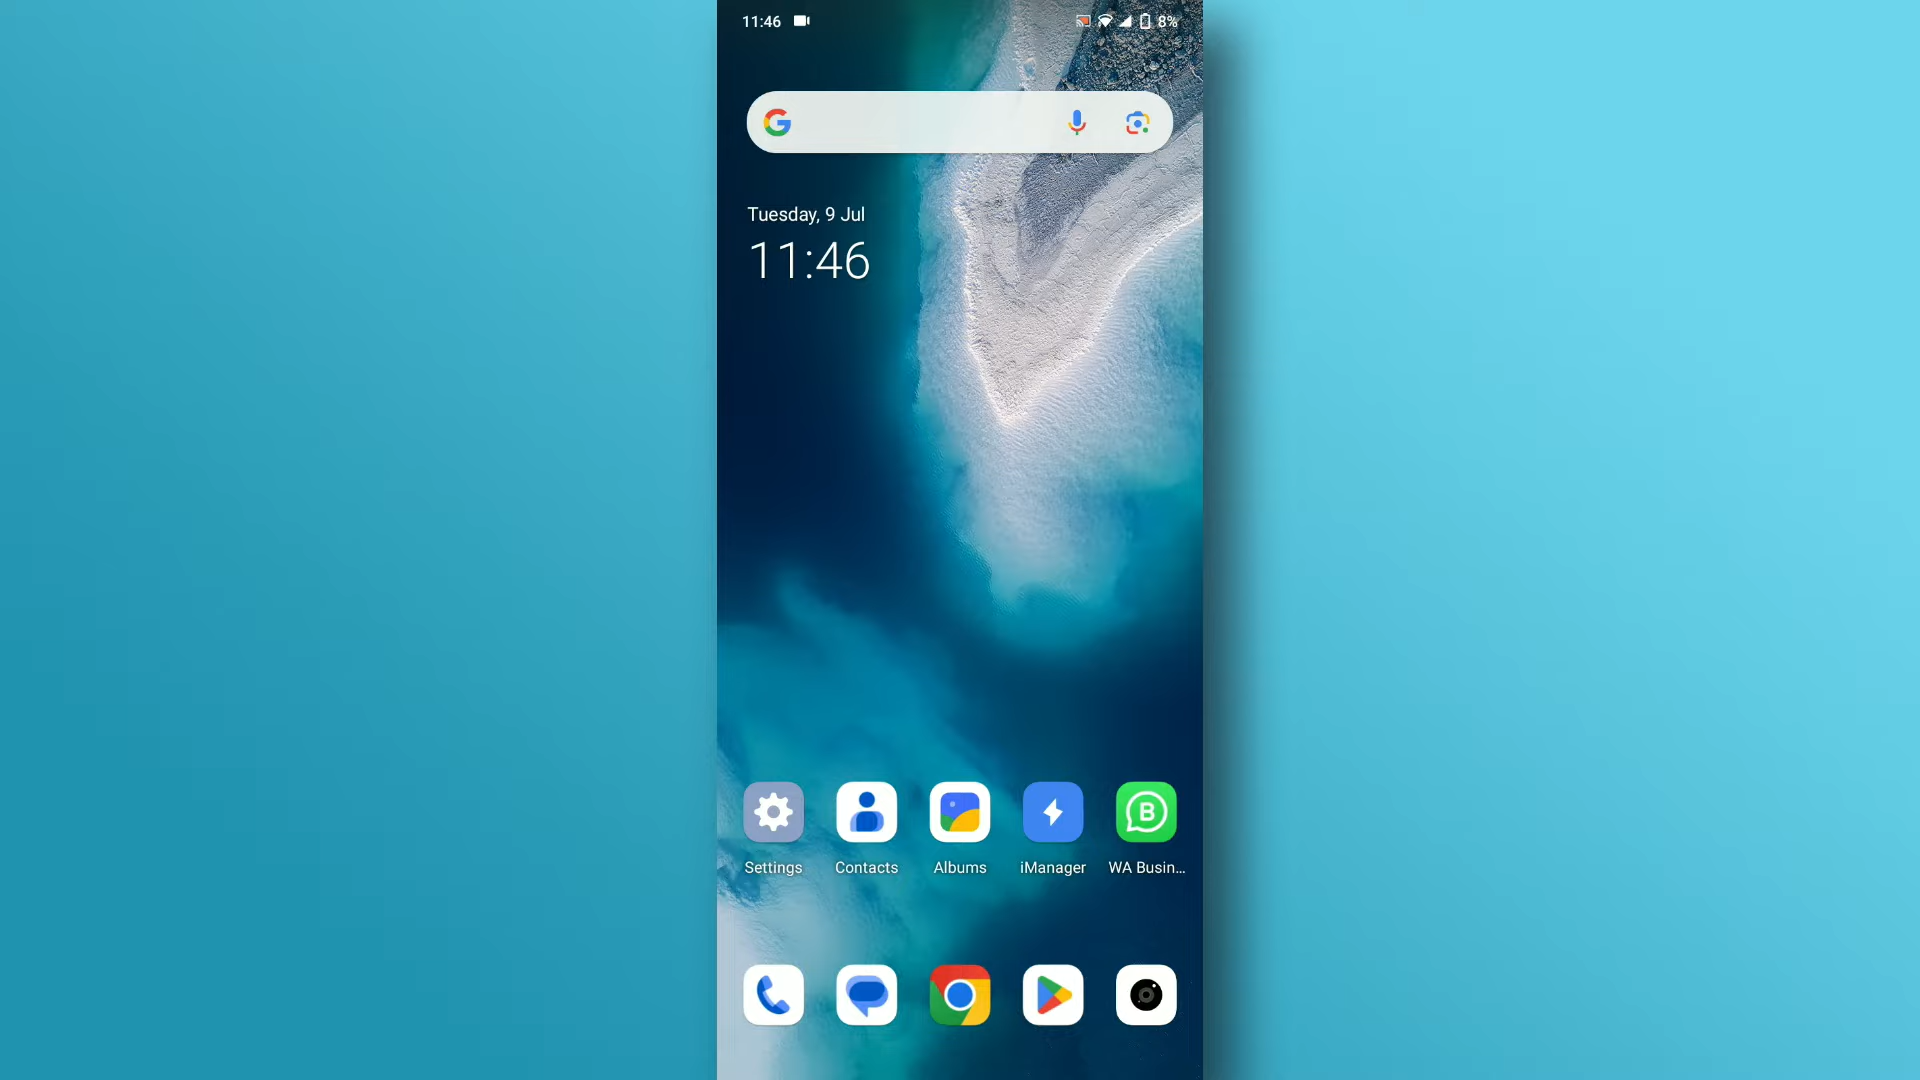 11:46
8%
G
Tuesday, 9 Jul
11:46
B
Settings
Contacts
Albums
iManager
WA Busin...